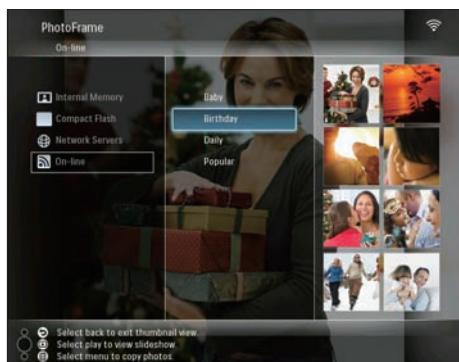 PhotoFrame
On-line
Internal Memory
Compact Flash
Network Servers
On-line
Baby
Birthday
Daily
Popular
Select back to exit thumbnail view.
Select play to view slideshow.
Select menu to copy photos.